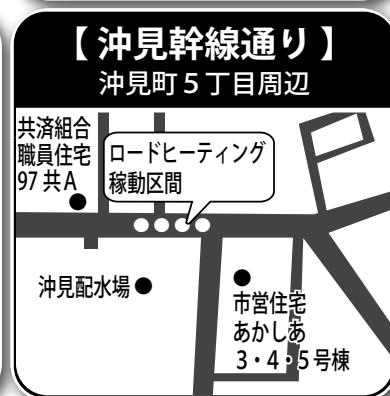 【沖見幹線通り】
沖見町5丁目周辺
共済組合
職員住宅
97共A
ロードヒーティング
稼動区間
沖見配水場
市営住宅
あかしあ
3・4・5号棟